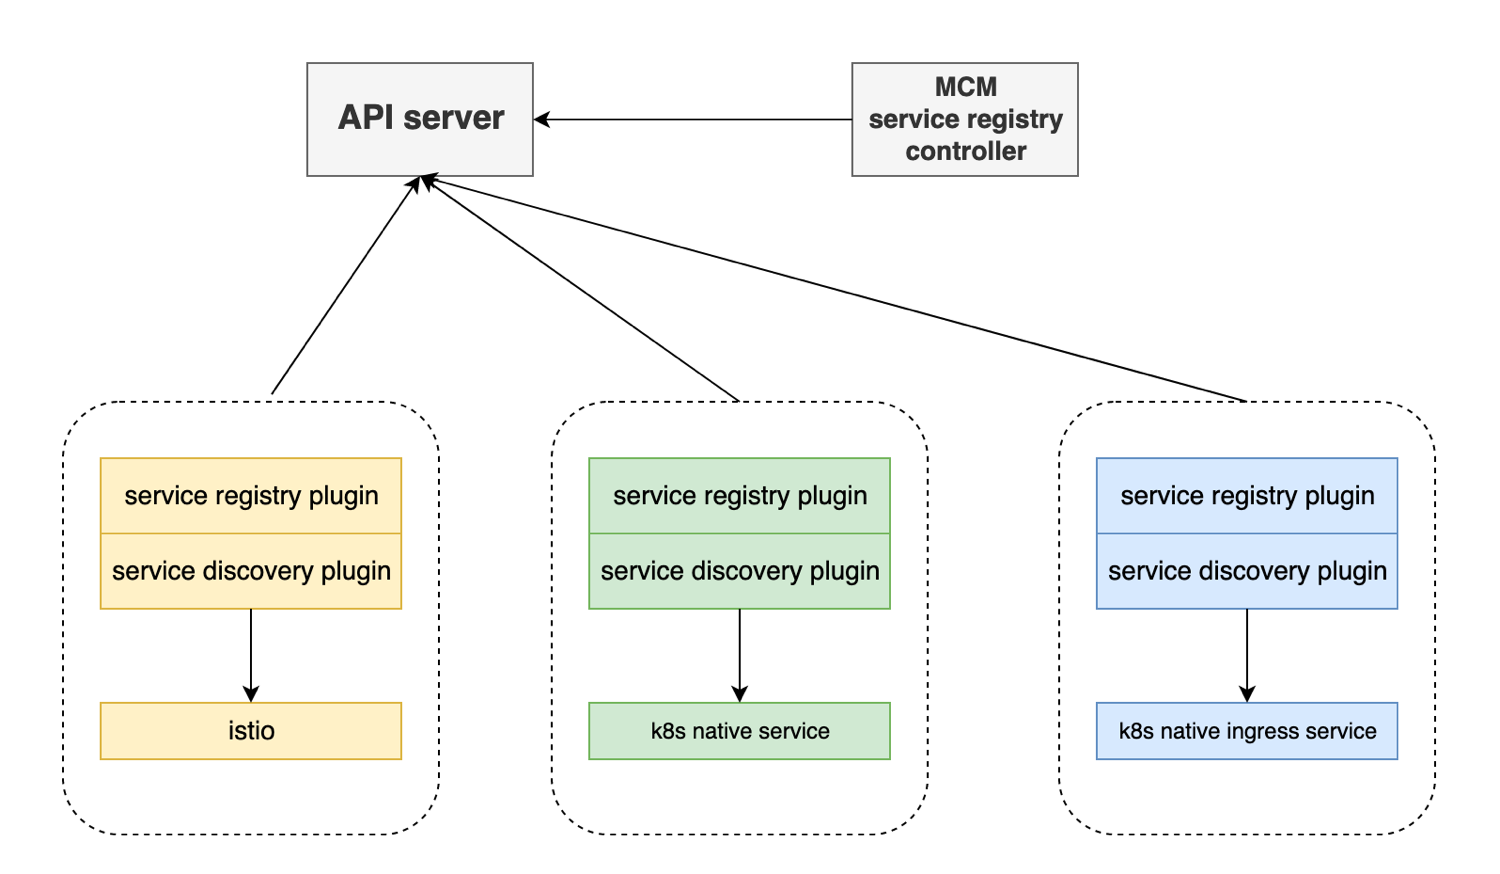 API server
MCM
service registry
controller
service registry plugin
service discovery plugin
istio
service registry plugin
service discovery plugin
k8s native service
service registry plugin
service discovery plugin
k8s native ingress service